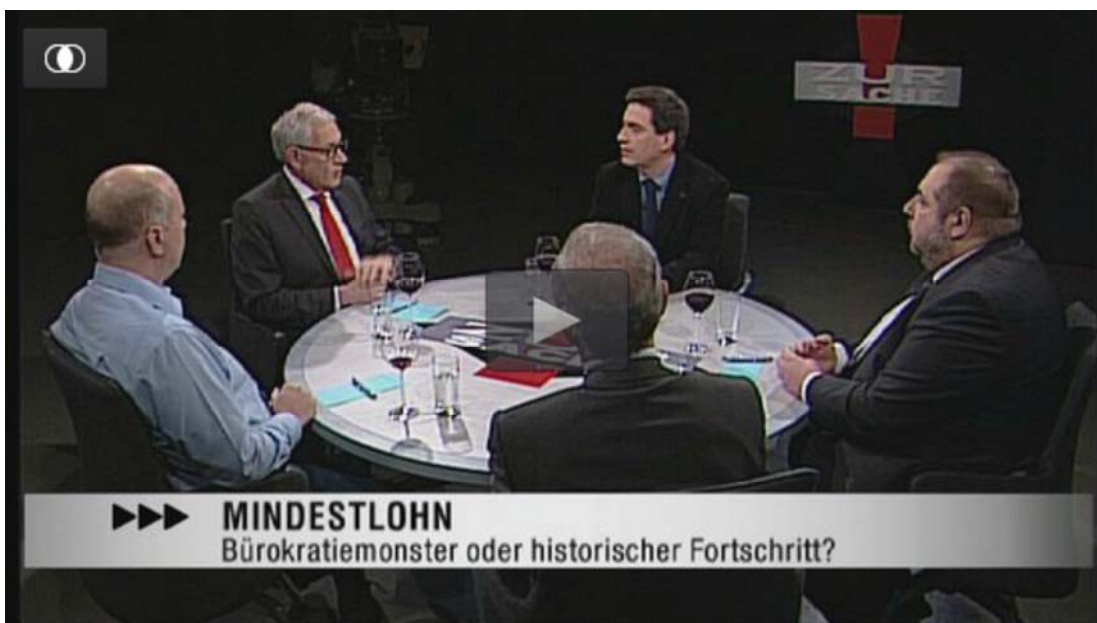 ZUR
SACHE
MINDESTLOHN
Bürokratiemonster oder historischer Fortschritt?